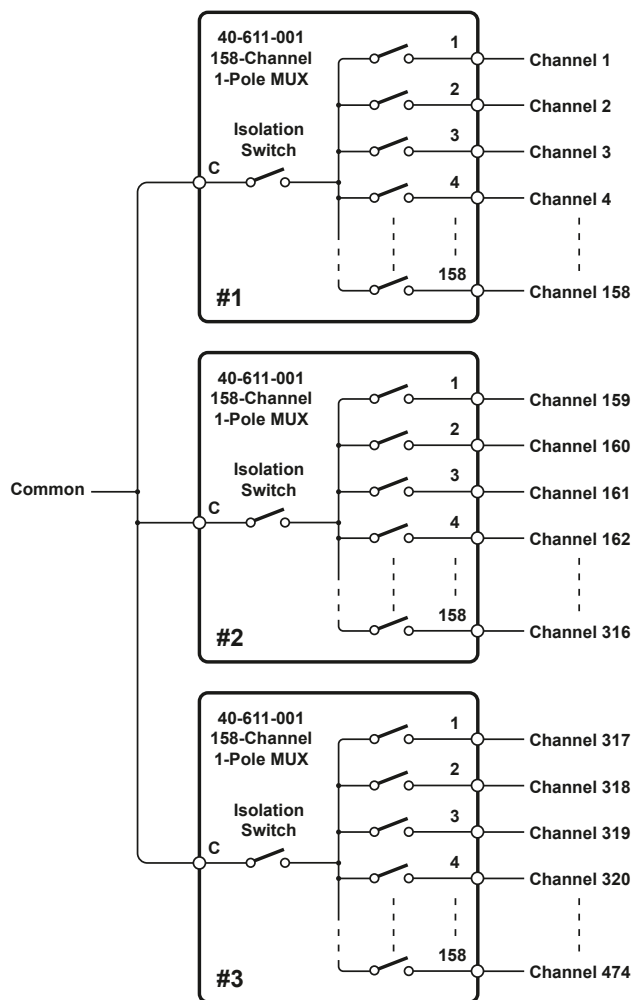 40-611-001
158-Channel
1-Pole MUX
Isolation
Switch
C
1
2
3
4
158
#1
Channel 1
Channel 2
Channel 3
Channel 4
Channel 158
Common
40-611-001
158-Channel
1-Pole MUX
Isolation
Switch
C
1
2
3
4
158
#2
Channel 159
Channel 160
Channel 161
Channel 162
Channel 316
40-611-001
158-Channel
1-Pole MUX
Isolation
Switch
C
1
2
3
4
158
#3
Channel 317
Channel 318
Channel 319
Channel 320
Channel 474